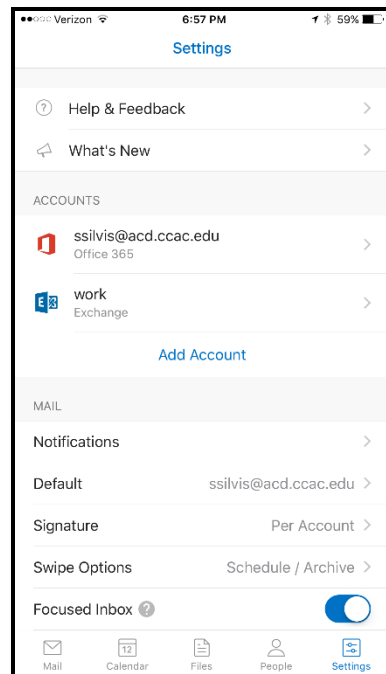 Verizon 6:57 PM 59%
Settings
? Help & Feedback
What's New
ACCOUNTS
ssilvis@acd.ccac.edu
Office 365
work
Exchange
Add Account
MAIL
Notifications
Default ssilvis@acd.ccac.edu
Signature Per Account
Swipe Options Schedule / Archive
Focused Inbox ?
12
Mail Calendar Files People Settings